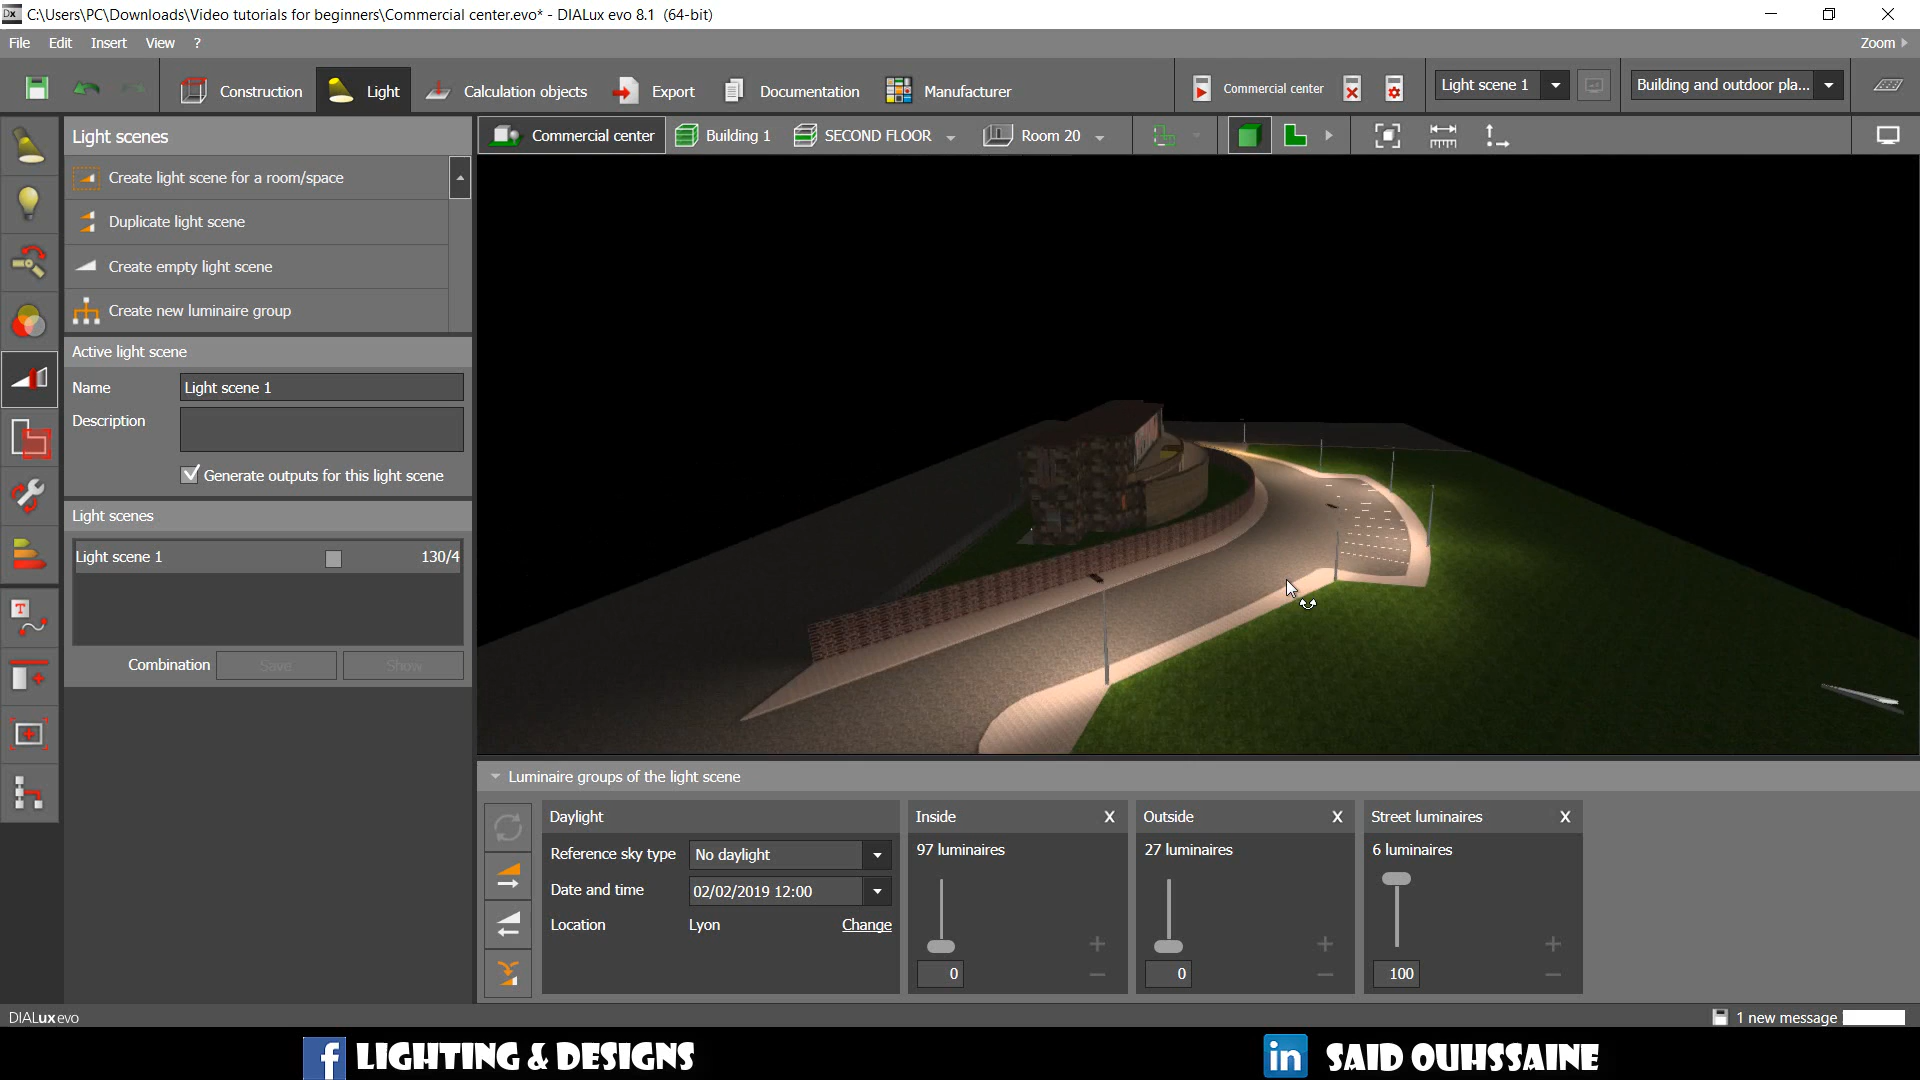 C:\Users\PC\Downloads\Video tutorials for beginners\Commercial center.evo* - DIALux evo 8.1 (64-bit)
File Edit Insert View ? Zoom
Construction Light Calculation objects Export Documentation Manufacturer Commercial center Light scene 1 Building and outdoor pla...
Light scenes
Commercial center Building 1 SECOND FLOOR Room 20
Create light scene for a room/space
Duplicate light scene
Create empty light scene
Create new luminaire group
Active light scene
Name Light scene 1
Description
Generate outputs for this light scene
Light scenes
Light scene 1 130/4
Combination Save Show
Luminaire groups of the light scene
Daylight
Reference sky type No daylight
Date and time 02/02/2019 12:00
Location Lyon Change
Inside X
97 luminaires
0
Outside X
27 luminaires
0
Street luminaires X
6 luminaires
100
DIALux evo
1 new message
f LIGHTING & DESIGNS
in SAID OUHSSAINE